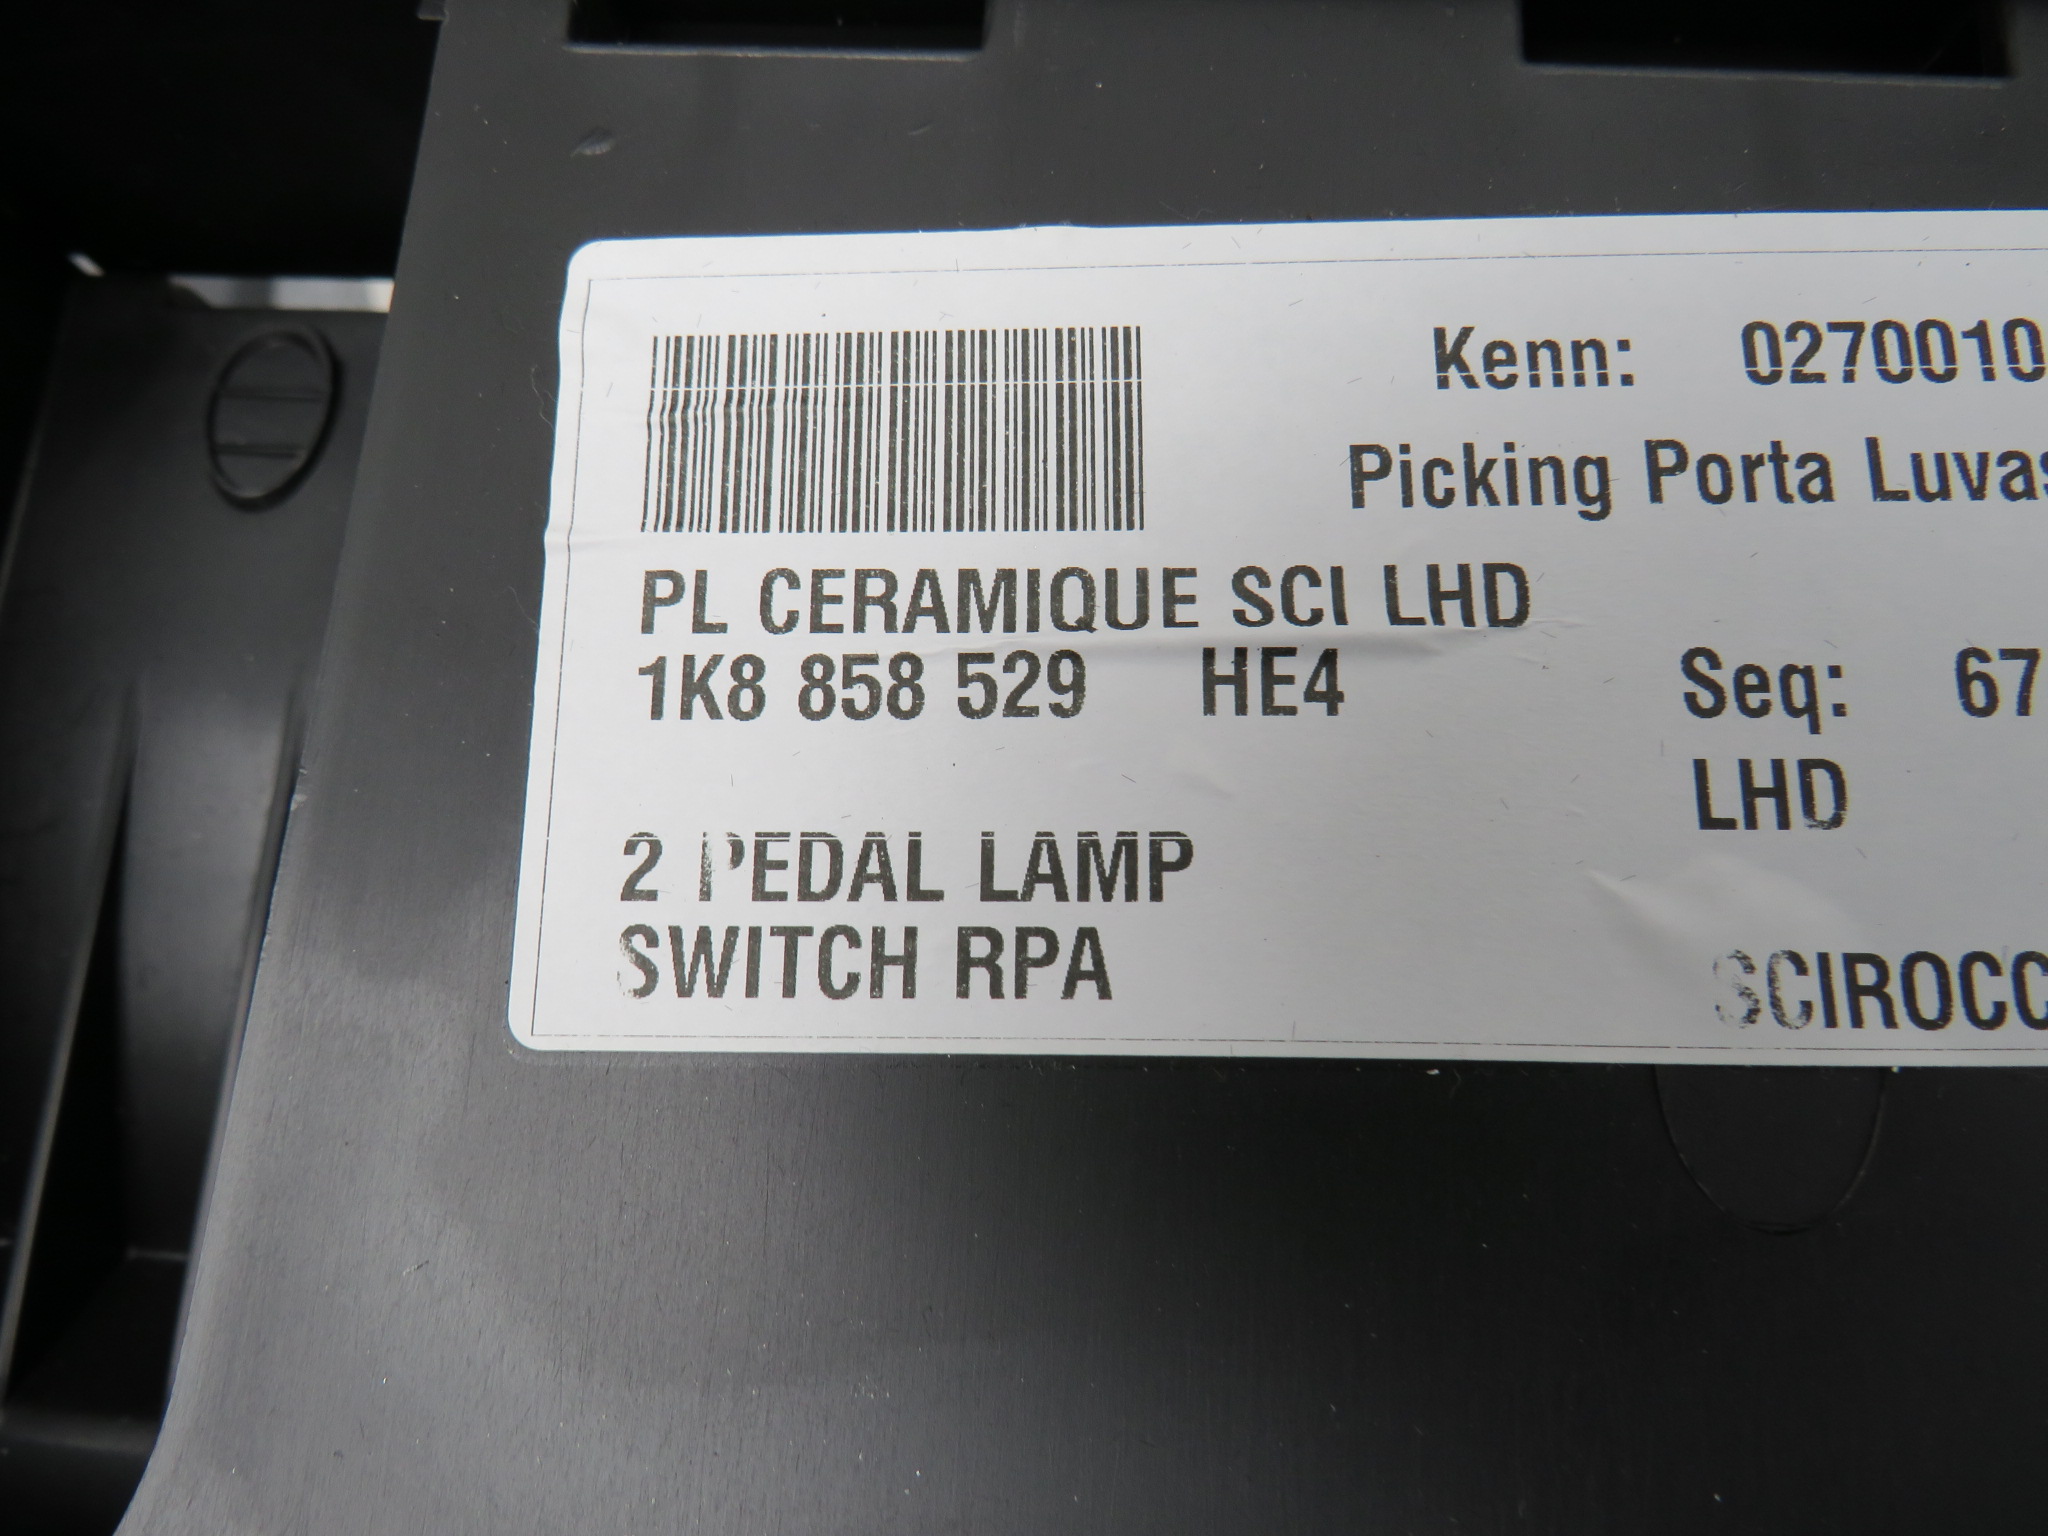 Kenn: 0270010
Picking Porta Luvas
PL CERAMIQUE SCI LHD
1K8 858 529 HE4
Seq: 67
LHD
2 PEDAL LAMP
SWITCH RPA
SCIROCC